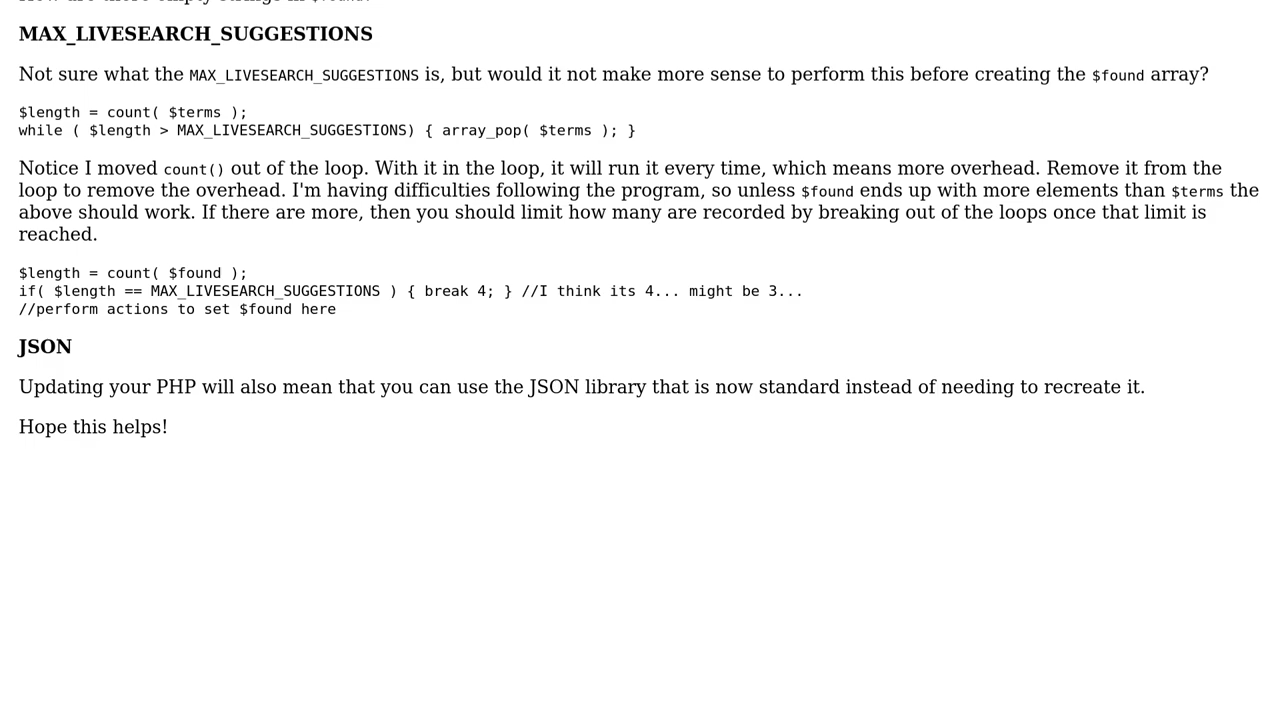 MAX_LIVESEARCH_SUGGESTIONS
Not sure what the MAX_LIVESEARCH_SUGGESTIONS is, but would it not make more sense to perform this before creating the $found array?
$length = count( $terms );
while ( $length > MAX_LIVESEARCH_SUGGESTIONS) { array_pop( $terms ); }
Notice I moved count() out of the loop. With it in the loop, it will run it every time, which means more overhead. Remove it from the
loop to remove the overhead. I'm having difficulties following the program, so unless $found ends up with more elements than $terms the
above should work. If there are more, then you should limit how many are recorded by breaking out of the loops once that limit is
reached.
$length = count( $found );
if( $length == MAX_LIVESEARCH_SUGGESTIONS ) { break 4; } //I think its 4... might be 3...
//perform actions to set $found here
JSON
Updating your PHP will also mean that you can use the JSON library that is now standard instead of needing to recreate it.
Hope this helps!